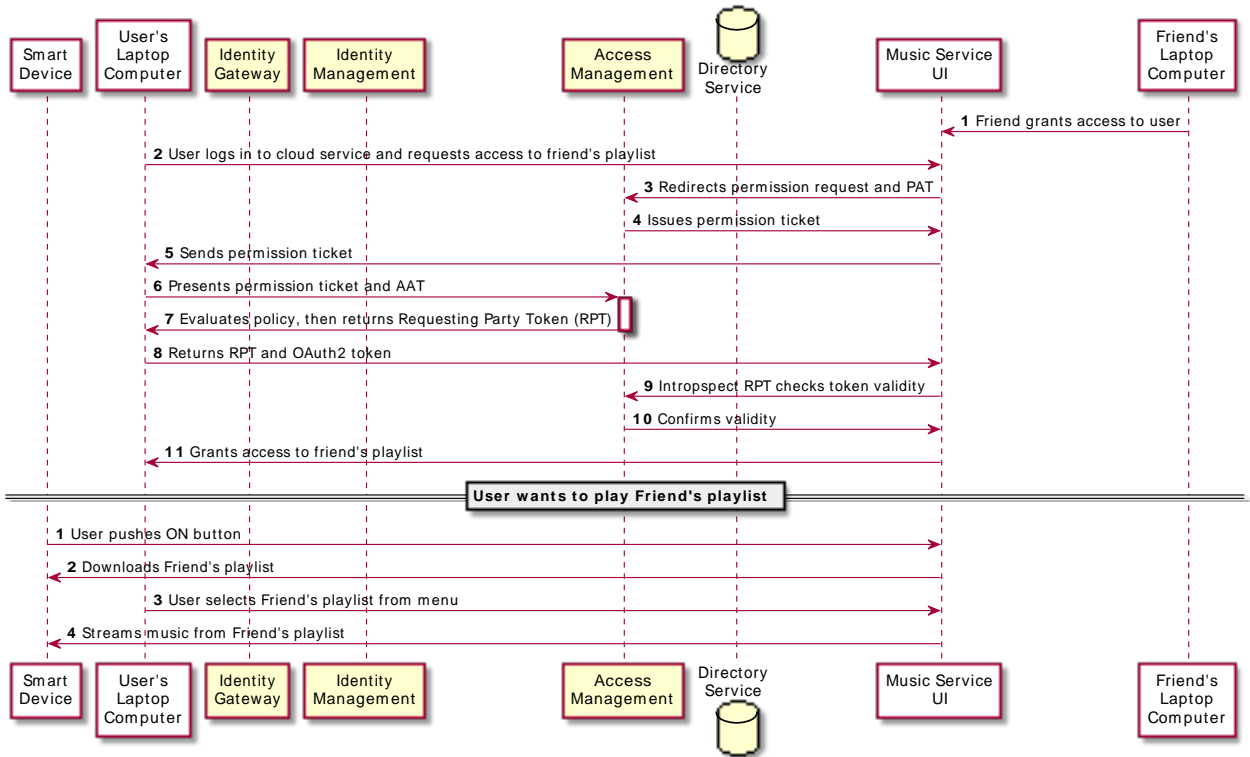 Smart
Device
User's
Laptop
Computer
Identity
Gateway
Identity
Management
Access
Management
Directory
Service
Music Service
UI
Friend's
Laptop
Computer
1 Friend grants access to user
2 User logs in to cloud service and requests access to friend's playlist
3 Redirects permission request and PAT
4 Issues permission ticket
5 Sends permission ticket
6 Presents permission ticket and AAT
7 Evaluates policy, then returns Requesting Party Token (RPT)
8 Returns RPT and OAuth2 token
9 Intropspect RPT checks token validity
10 Confirms validity
11 Grants access to friend's playlist
User wants to play Friend's playlist
1 User pushes ON button
2 Downloads Friend's playlist
3 User selects Friend's playlist from menu
4 Streams music from Friend's playlist
Smart
Device
User's
Laptop
Computer
Identity
Gateway
Identity
Management
Access
Management
Directory
Service
Music Service
UI
Friend's
Laptop
Computer